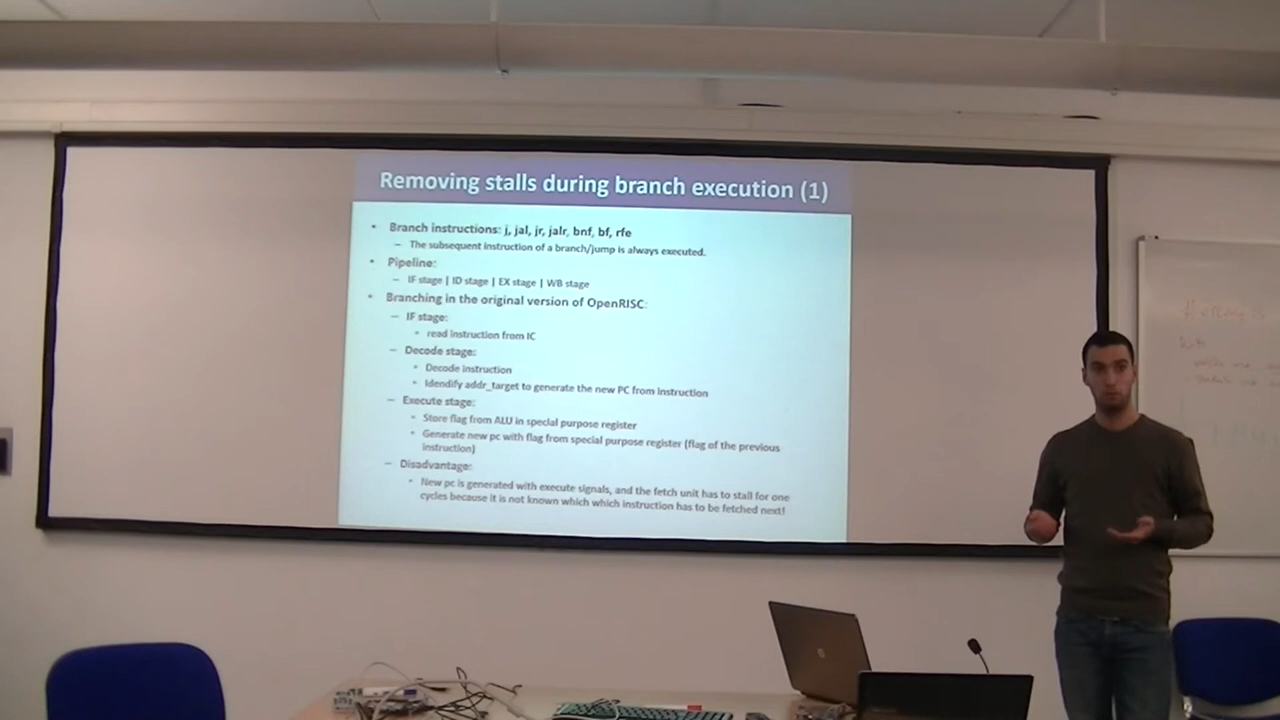 Removing stalls during branch execution (1)
• Branch instructions: j, jal, jr, jalr, bnf, bf, rfe
– The subsequent instruction of a branch/jump is always executed.
• Pipeline:
– IF stage | ID stage | EX stage | WB stage
• Branching in the original version of OpenRISC:
– IF stage:
• read instruction from IC
– Decode stage:
• Decode instruction
• Idendify addr_target to generate the new PC from instruction
– Execute stage:
• Store flag from ALU in special purpose register
• Generate new pc with flag from special purpose register (flag of the previous
instruction)
– Disadvantage:
• New pc is generated with execute signals, and the fetch unit has to stall for one
cycles because it is not known which which instruction has to be fetched next!